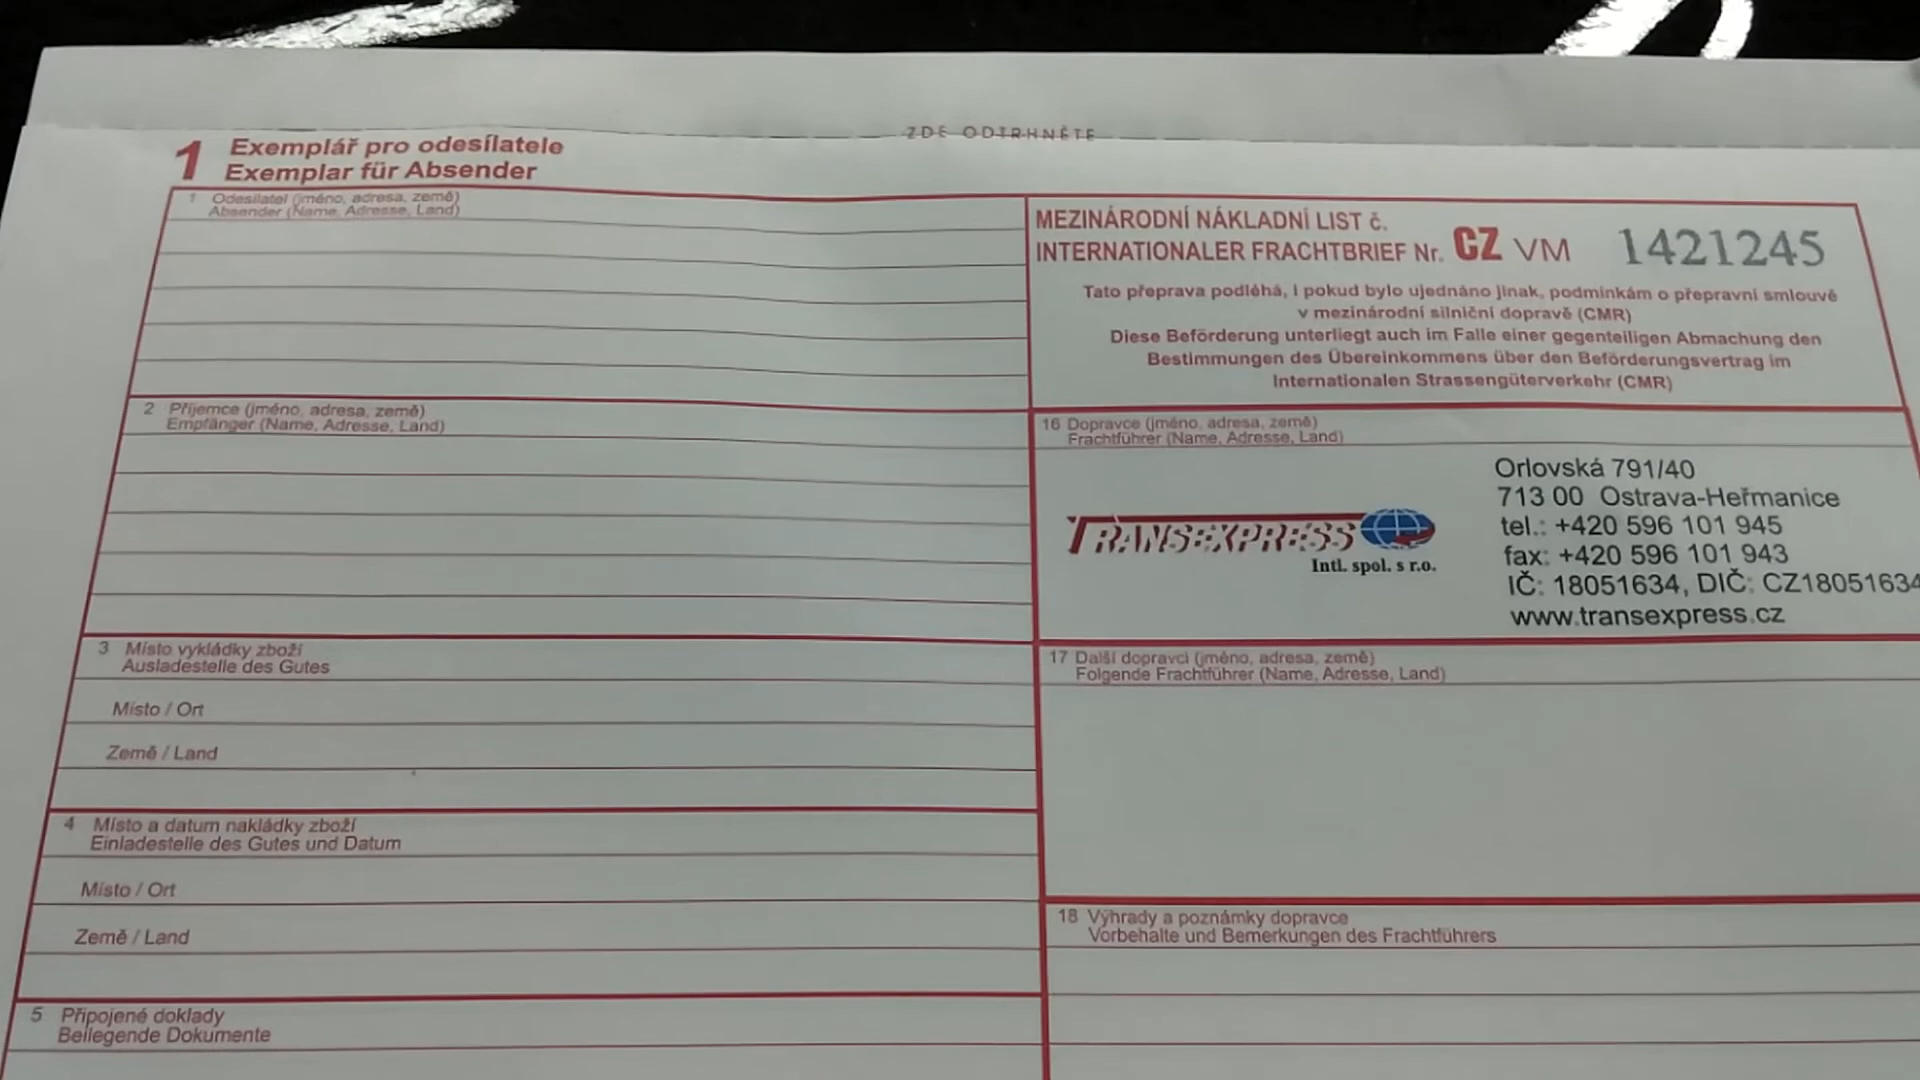 ZDE ODTRHNĚTE
1
Exemplář pro odesílatele
Exemplar für Absender
1 Odesílatel (jméno, adresa, země)
Absender (Name, Adresse, Land)
MEZINÁRODNÍ NÁKLADNÍ LIST č.
INTERNATIONALER FRACHTBRIEF Nr. CZ VM 1421245
Tato přeprava podléhá, i pokud bylo ujednáno jinak, podmínkám o přepravní smlouvě
v mezinárodní silniční dopravě (CMR)
Diese Beförderung unterliegt auch im Falle einer gegenteiligen Abmachung den
Bestimmungen des Übereinkommens über den Beförderungsvertrag im
Internationalen Strassengüterverkehr (CMR)
2 Příjemce (jméno, adresa, země)
Empfänger (Name, Adresse, Land)
16 Dopravce (jméno, adresa, země)
Frachtführer (Name, Adresse, Land)
TRANSEXPRESS
Intl. spol. s r.o.
Orlovská 791/40
713 00 Ostrava-Heřmanice
tel.: +420 596 101 945
fax: +420 596 101 943
IČ: 18051634, DIČ: CZ18051634
www.transexpress.cz
3 Místo vykládky zboží
Ausladestelle des Gutes
Místo / Ort
Země / Land
17 Další dopravci (jméno, adresa, země)
Folgende Frachtführer (Name, Adresse, Land)
4 Místo a datum nakládky zboží
Einladestelle des Gutes und Datum
Místo / Ort
Země / Land
18 Výhrady a poznámky dopravce
Vorbehalte und Bemerkungen des Frachtführers
5 Připojené doklady
Beilegende Dokumente